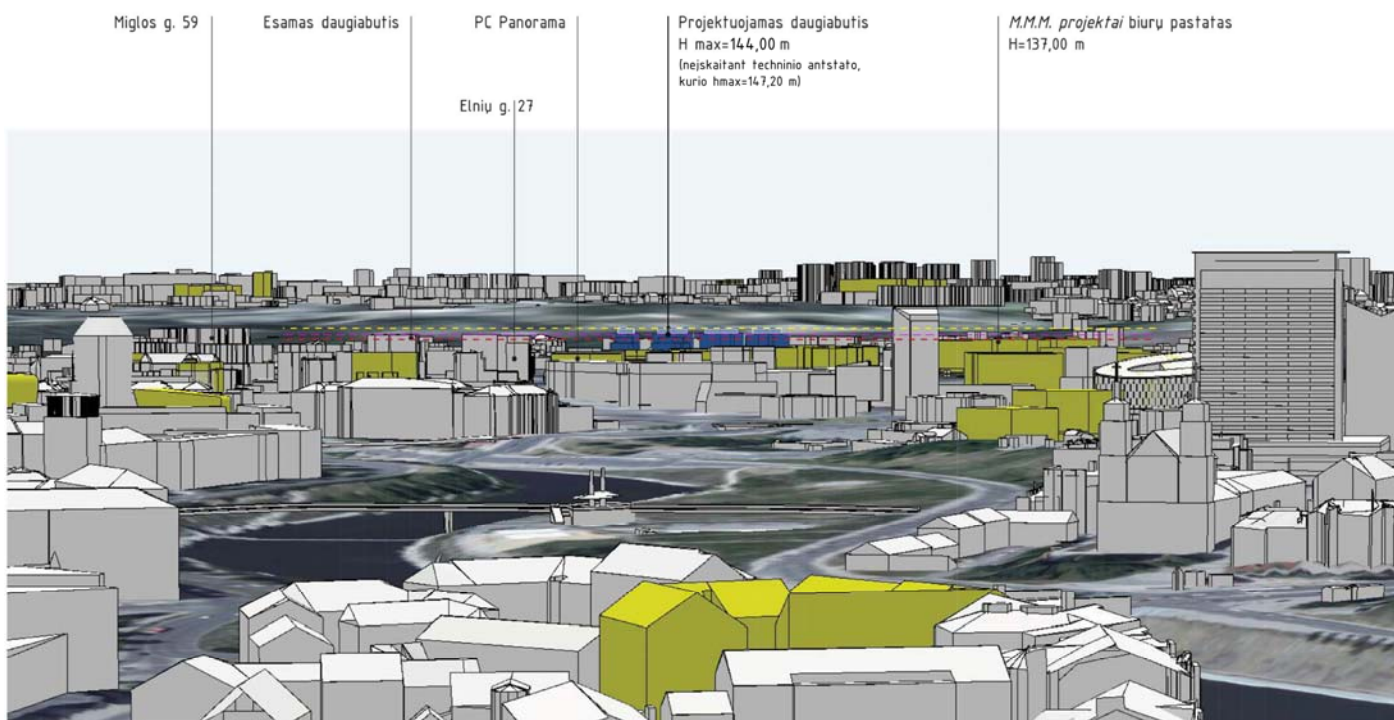 Miglos g. 59
Esamas daugiabutis
PC Panorama
Elnių g. 27
Projektuojamas daugiabutis
H max=144,00 m
(neįskaitant techninio antstato,
kurio hmax=147,20 m)
M.M.M. projektai biurų pastatas
H=137,00 m